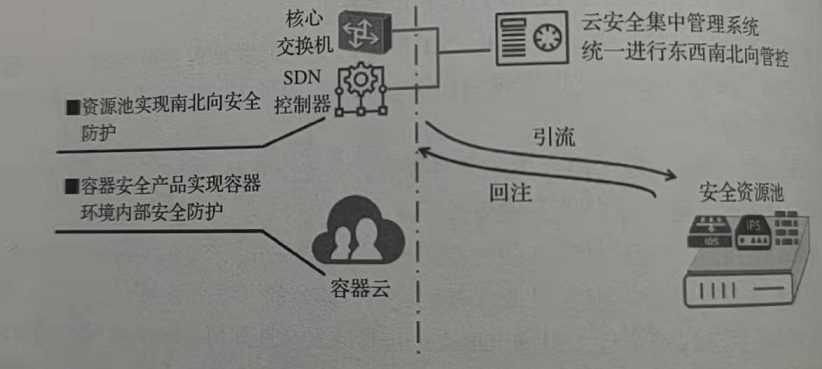 核心
交换机
云安全集中管理系统
统一进行东西南北向管控
SDN
控制器
■资源池实现南北向安全
防护
引流
回注
■容器安全产品实现容器
环境内部安全防护
安全资源池
IDS
IPS
容器云